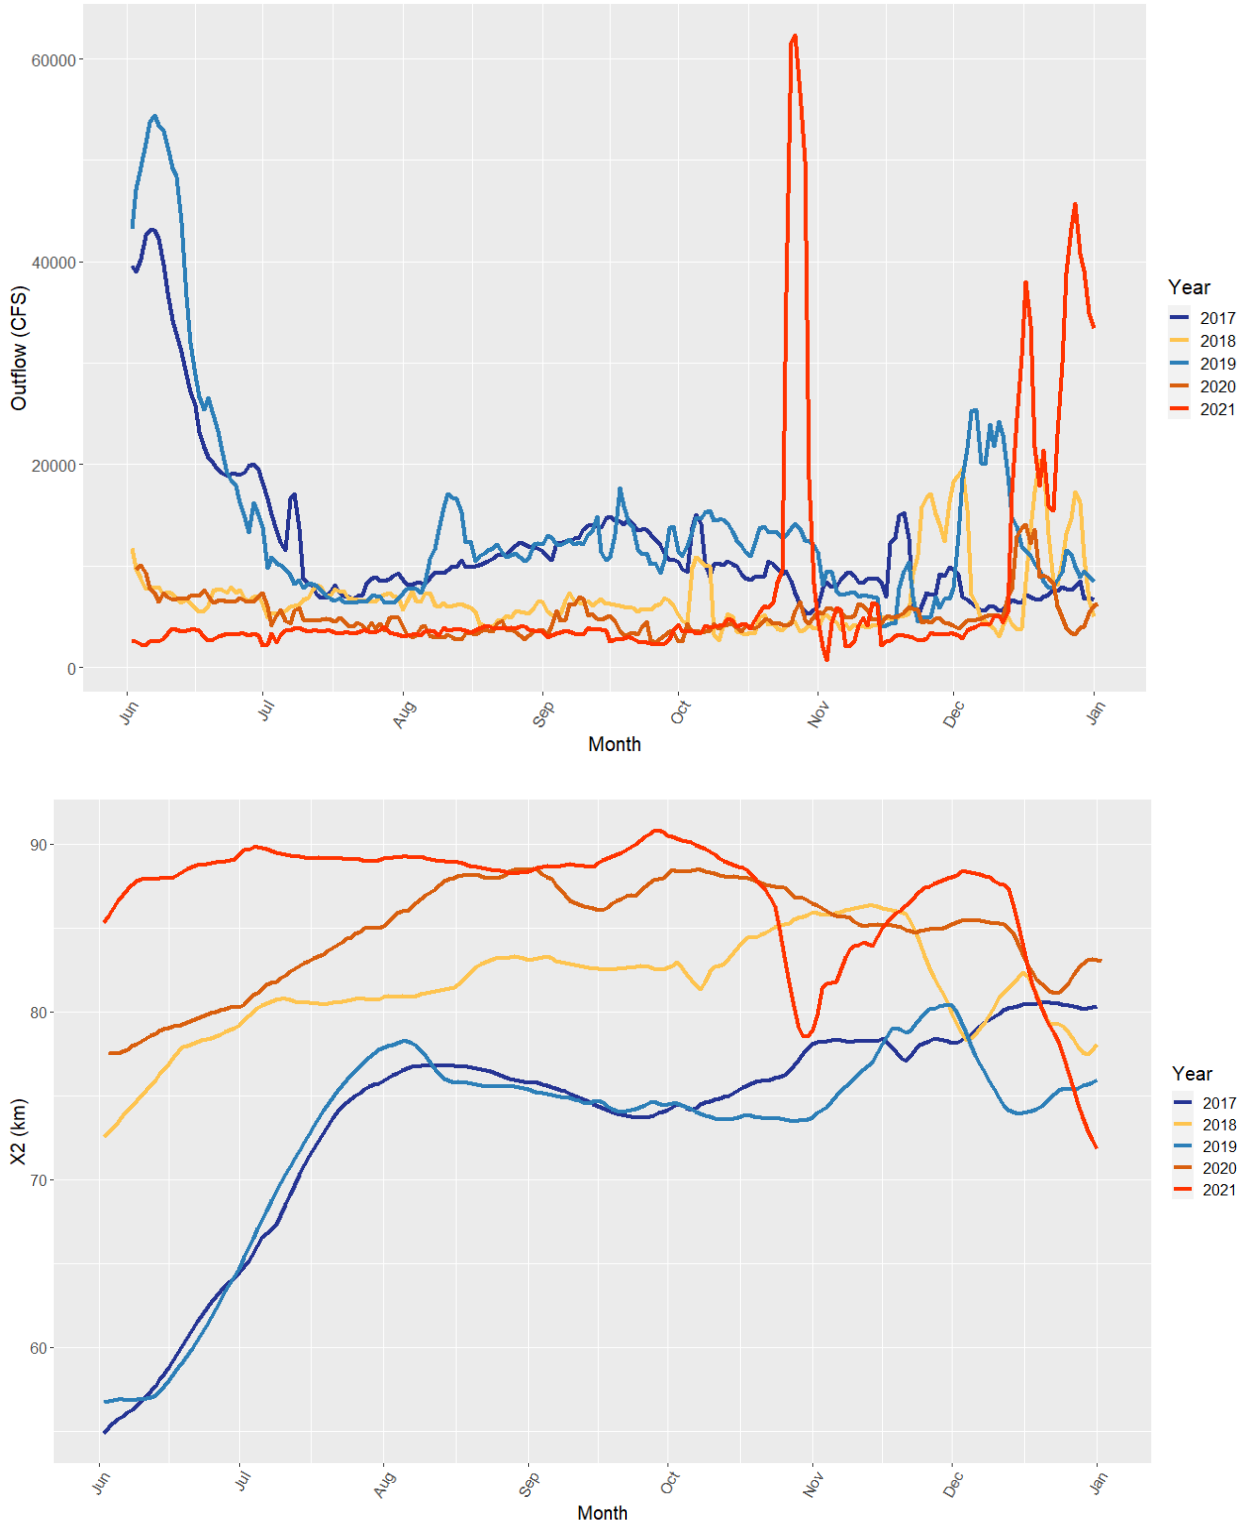 60000
40000
20000
0
Outflow (CFS)
Jun
Jul
Aug
Sep
Oct
Nov
Dec
Jan
Month
Year
2017
2018
2019
2020
2021
90
80
70
60
X2 (km)
Jun
Jul
Aug
Sep
Oct
Nov
Dec
Jan
Month
Year
2017
2018
2019
2020
2021